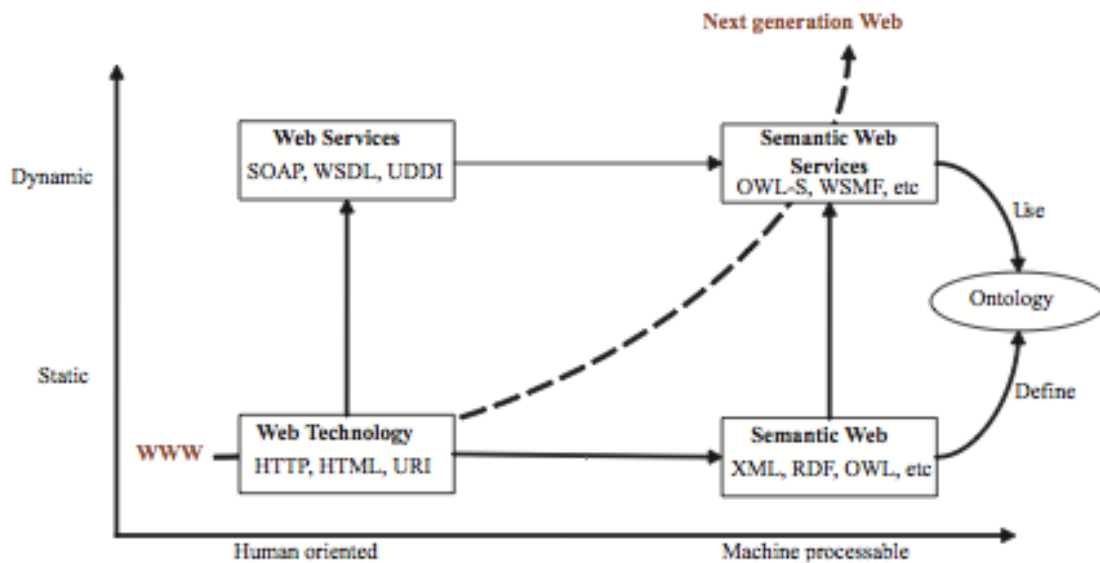 Next generation Web
Web Services
SOAP, WSDL, UDDI
Semantic Web
Services
OWL-S, WSMF, etc
Dynamic
Use
Ontology
Static
Define
WWW
Web Technology
HTTP, HTML, URI
Semantic Web
XML, RDF, OWL, etc
Human oriented
Machine processable